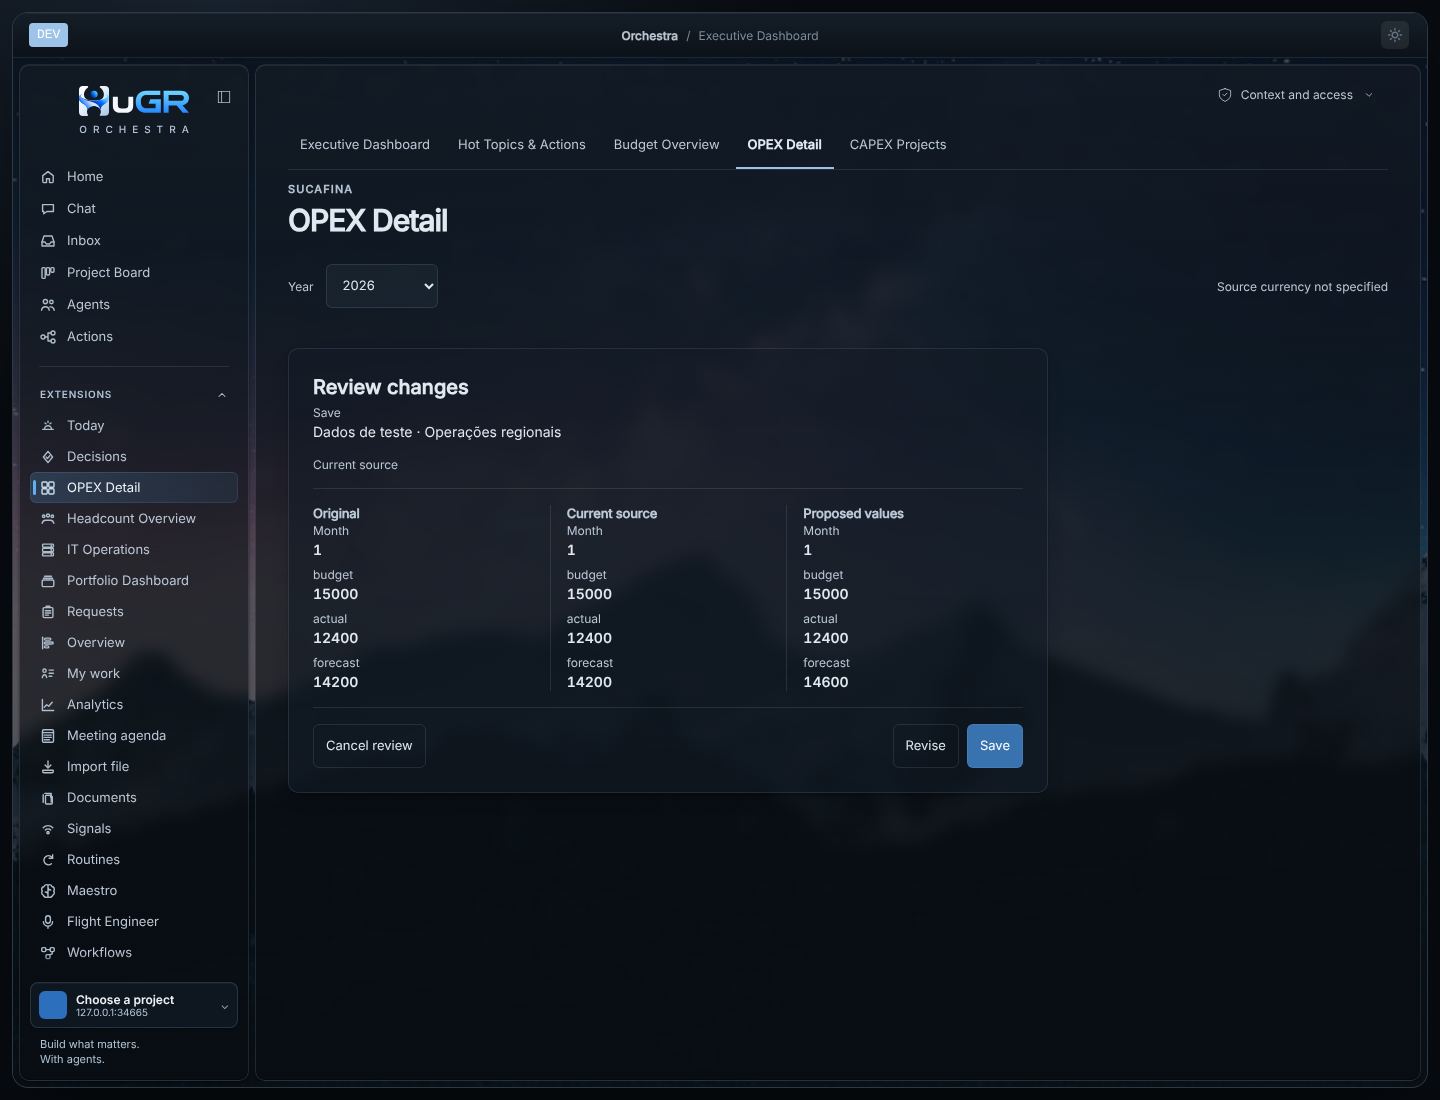 DEV
Orchestra / Executive Dashboard
HuGR
ORCHESTRA
Context and access
Home
Chat
Inbox
Project Board
Agents
Actions
EXTENSIONS
Today
Decisions
OPEX Detail
Headcount Overview
IT Operations
Portfolio Dashboard
Requests
Overview
My work
Analytics
Meeting agenda
Import file
Documents
Signals
Routines
Maestro
Flight Engineer
Workflows
Choose a project
127.0.0.1:34665
Build what matters.
With agents.
Executive Dashboard Hot Topics & Actions Budget Overview OPEX Detail CAPEX Projects
SUCAFINA
OPEX Detail
Year 2026 Source currency not specified
Review changes
Save
Dados de teste · Operações regionais
Current source
Original Current source Proposed values
Month Month Month
1 1 1
budget budget budget
15000 15000 15000
actual actual actual
12400 12400 12400
forecast forecast forecast
14200 14200 14600
Cancel review Revise Save